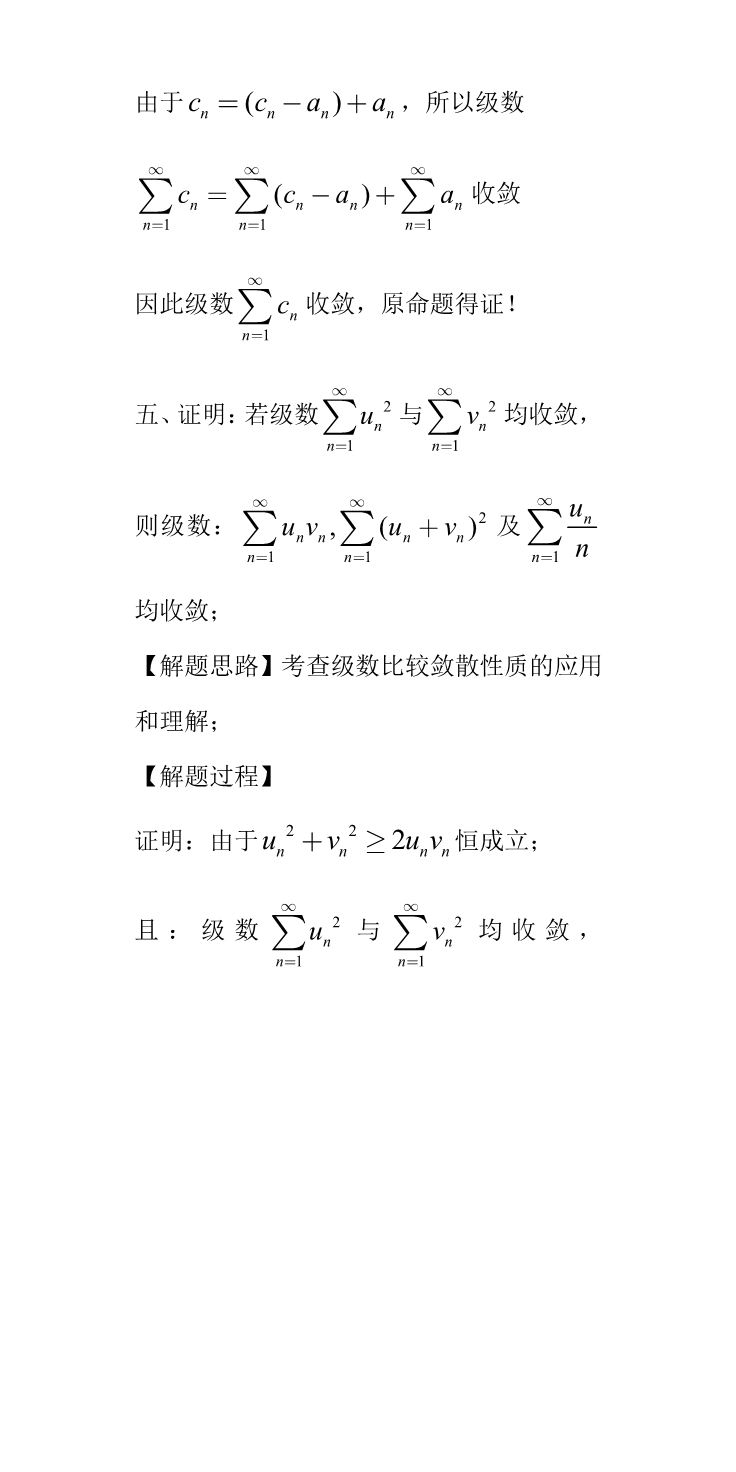 由于 $c_n = (c_n - a_n) + a_n$，所以级数
$\sum_{n=1}^{\infty} c_n = \sum_{n=1}^{\infty} (c_n - a_n) + \sum_{n=1}^{\infty} a_n$ 收敛
因此级数 $\sum_{n=1}^{\infty} c_n$ 收敛，原命题得证！
五、证明：若级数 $\sum_{n=1}^{\infty} u_n^2$ 与 $\sum_{n=1}^{\infty} v_n^2$ 均收敛，
则级数： $\sum_{n=1}^{\infty} u_n v_n, \sum_{n=1}^{\infty} (u_n + v_n)^2$ 及 $\sum_{n=1}^{\infty} \frac{u_n}{n}$
均收敛；
【解题思路】考查级数比较敛散性质的应用
和理解；
【解题过程】
证明：由于 $u_n^2 + v_n^2 \geq 2u_n v_n$ 恒成立；
且：级数 $\sum_{n=1}^{\infty} u_n^2$ 与 $\sum_{n=1}^{\infty} v_n^2$ 均收敛，